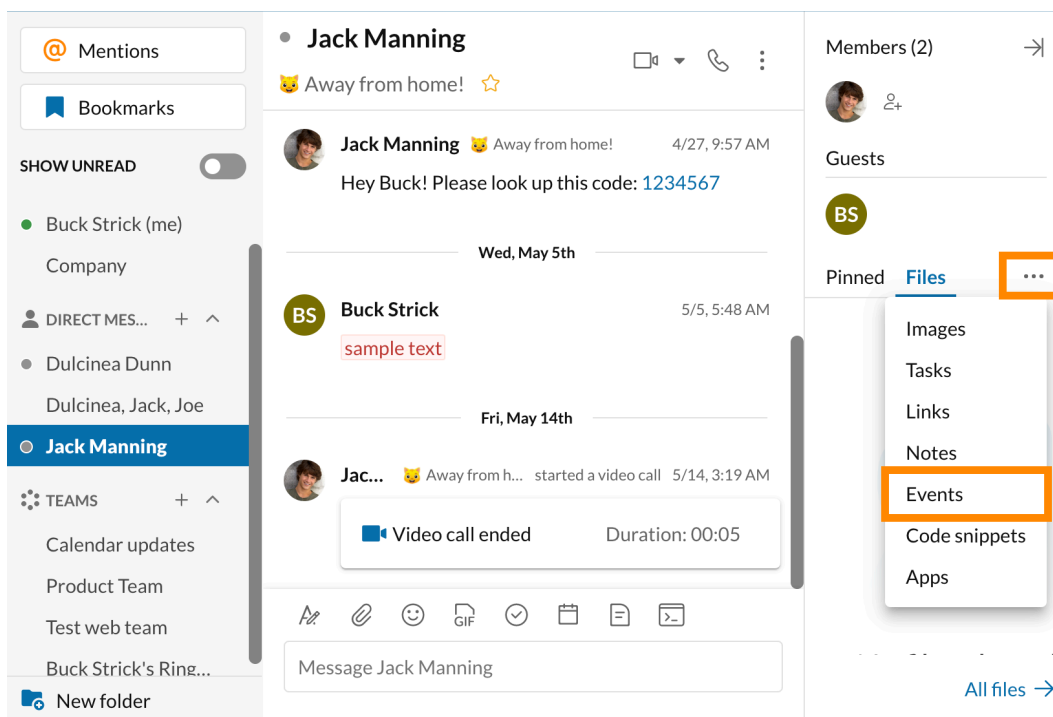 Mentions
Bookmarks
SHOW UNREAD
Buck Strick (me)
Company
DIRECT MES...
Dulcinea Dunn
Dulcinea, Jack, Joe
Jack Manning
TEAMS
Calendar updates
Product Team
Test web team
Buck Strick's Ring...
New folder
Jack Manning
Away from home!
Jack Manning Away from home! 4/27, 9:57 AM
Hey Buck! Please look up this code: 1234567
Wed, May 5th
BS Buck Strick 5/5, 5:48 AM
sample text
Fri, May 14th
Jac... Away from h... started a video call 5/14, 3:19 AM
Video call ended Duration: 00:05
GIF
Message Jack Manning
Members (2)
Guests
BS
Pinned Files
Images
Tasks
Links
Notes
Events
Code snippets
Apps
All files